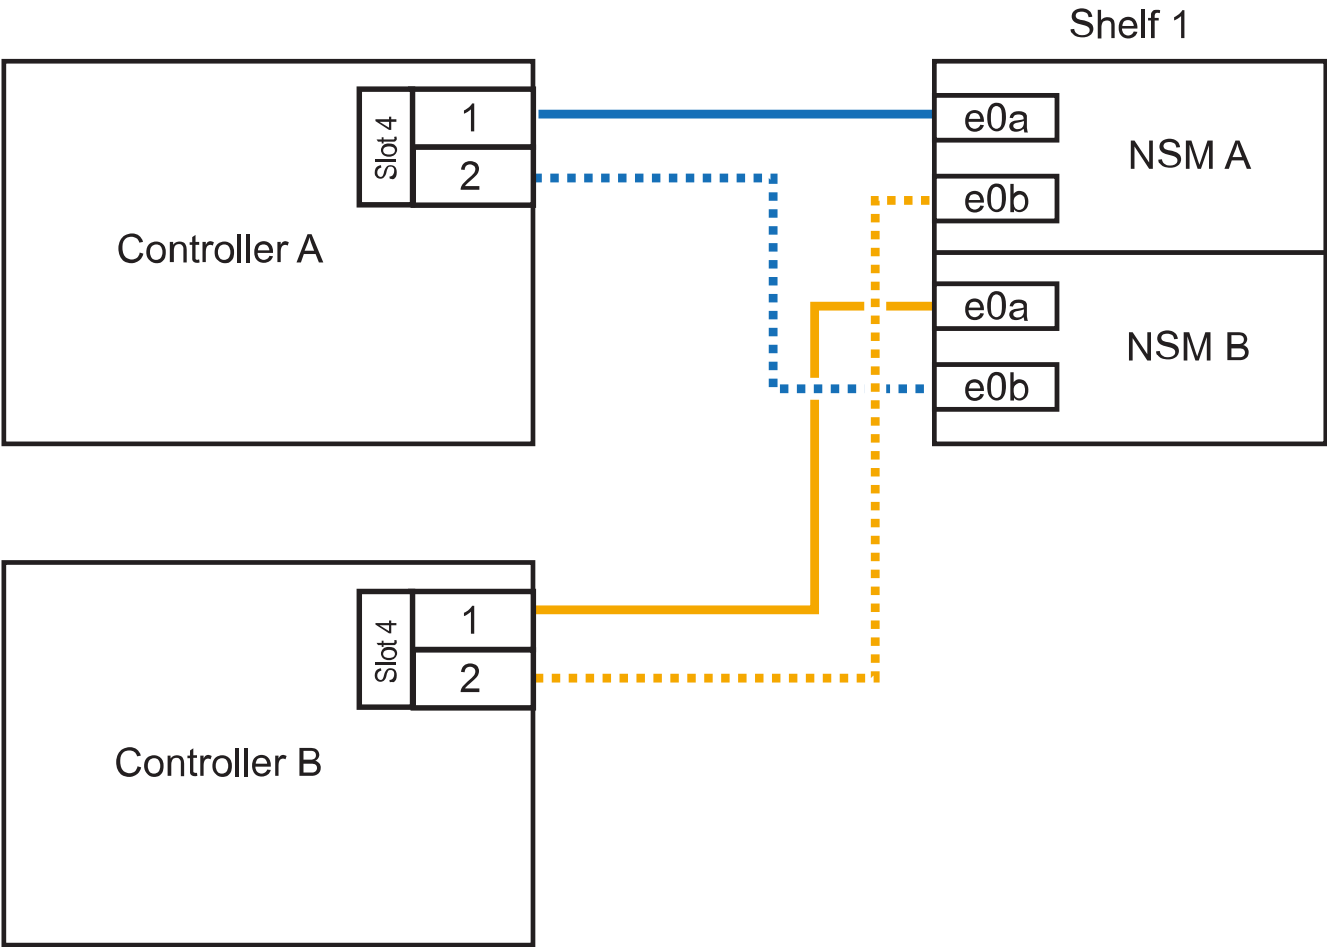 Shelf 1
Slot 4
1
2
Controller A
e0a
e0b
NSM A
e0a
e0b
NSM B
Slot 4
1
2
Controller B